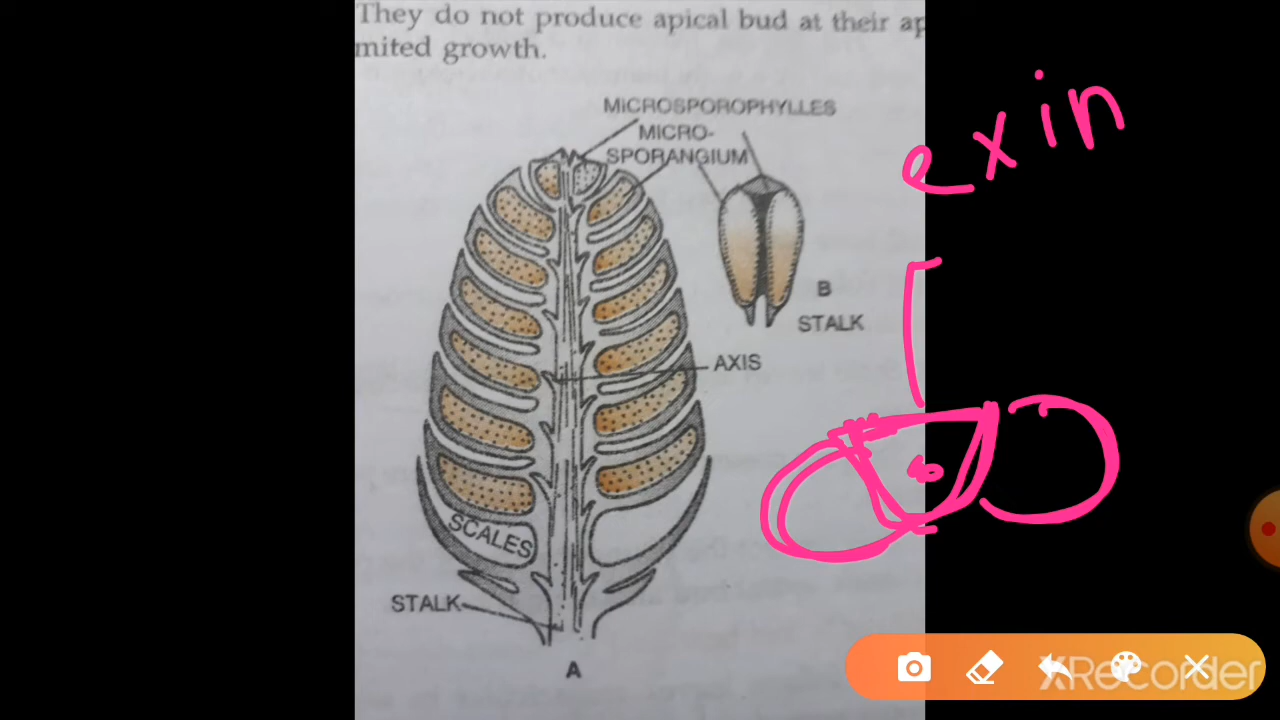 They do not produce apical bud at their ap
mited growth.
MICROSPOROPHYLLES
MICRO-
SPORANGIUM
exin
B
STALK
AXIS
SCALES
STALK
A
XRecorder